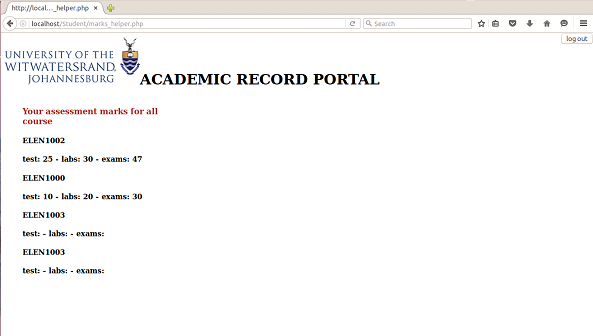 http://local...._helper.php
localhost/Student/marks_helper.php
Search
log out
UNIVERSITY OF THE
WITWATERSRAND,
JOHANNESBURG
ACADEMIC RECORD PORTAL
Your assessment marks for all
course
ELEN1002
test: 25 - labs: 30 - exams: 47
ELEN1000
test: 10 - labs: 20 - exams: 30
ELEN1003
test: - labs: - exams:
ELEN1003
test: - labs: - exams: